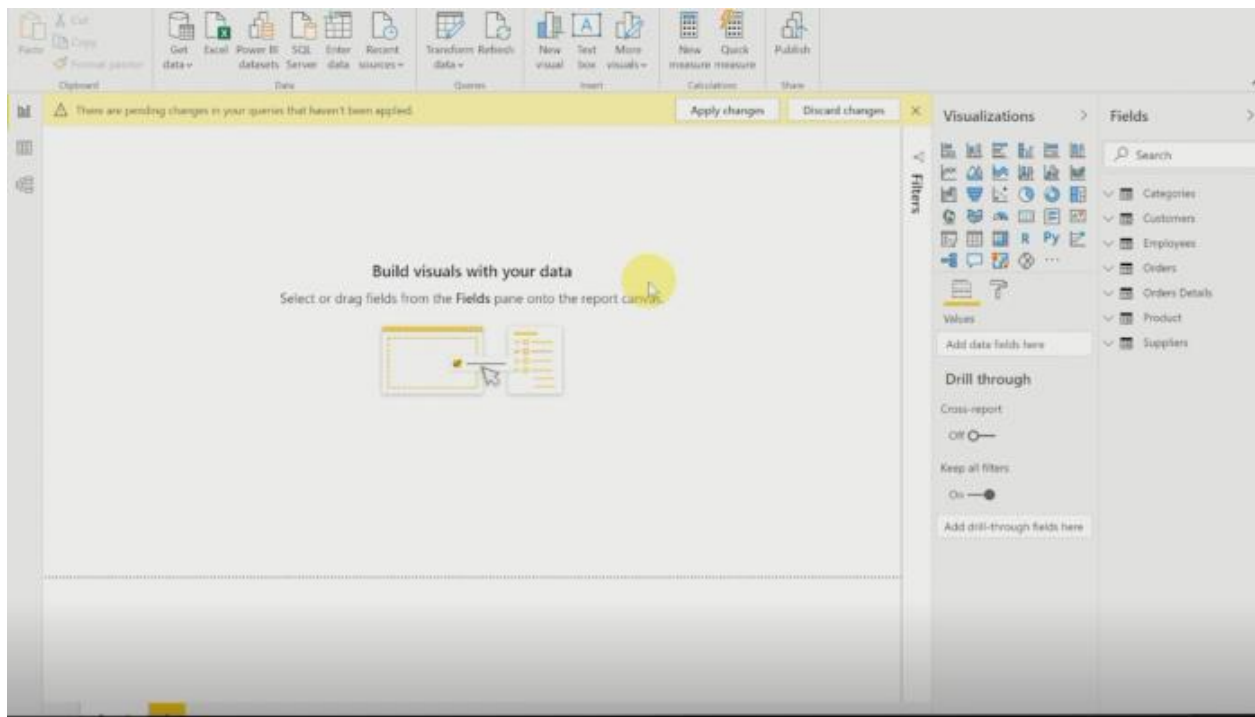 Paste
Cut
Copy
Format painter
Get data
Excel
Power BI datasets
SQL Server
Enter data
Recent sources
Transform data
Refresh
New visual
Text box
More visuals
New measure
Quick measure
Publish
Clipboard
Data
Queries
Insert
Calculations
Share
There are pending changes in your queries that haven't been applied.
Apply changes
Discard changes
Filters
Build visuals with your data
Select or drag fields from the Fields pane onto the report canvas.
Visualizations
R
Py
Values
Add data fields here
Drill through
Cross-report
Off
Keep all filters
On
Add drill-through fields here
Fields
Search
Categories
Customers
Employees
Orders
Orders Details
Product
Suppliers